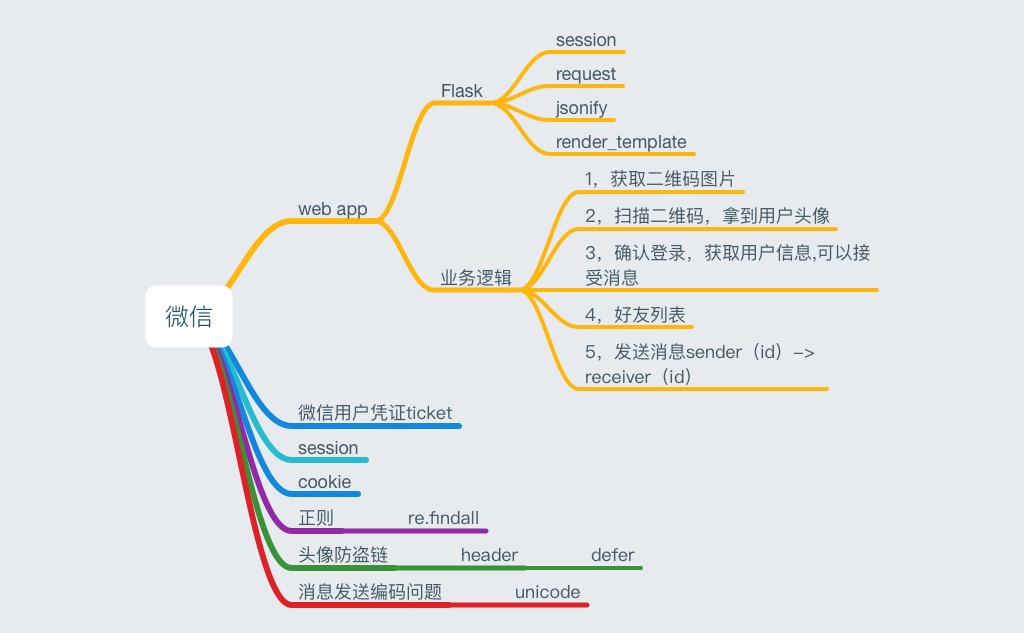 session
request
Flask
jsonify
render_template
1，获取二维码图片
web app
2，扫描二维码，拿到用户头像
3，确认登录，获取用户信息,可以接
受消息
业务逻辑
4，好友列表
微信
5，发送消息sender（id）–>
receiver（id）
微信用户凭证ticket
session
cookie
正则 re.findall
头像防盗链 header defer
消息发送编码问题 unicode